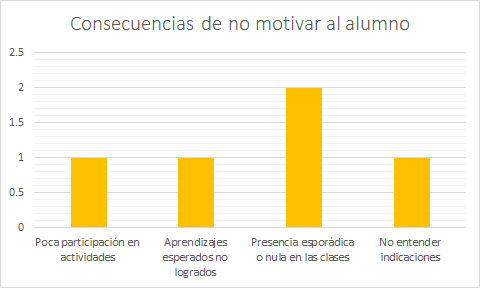 Consecuencias de no motivar al alumno
2.5
2
1.5
1
0.5
0
Poca participación en
actividades
Aprendizajes
esperados no
logrados
Presencia esporádica
o nula en las clases
No entender
indicaciones